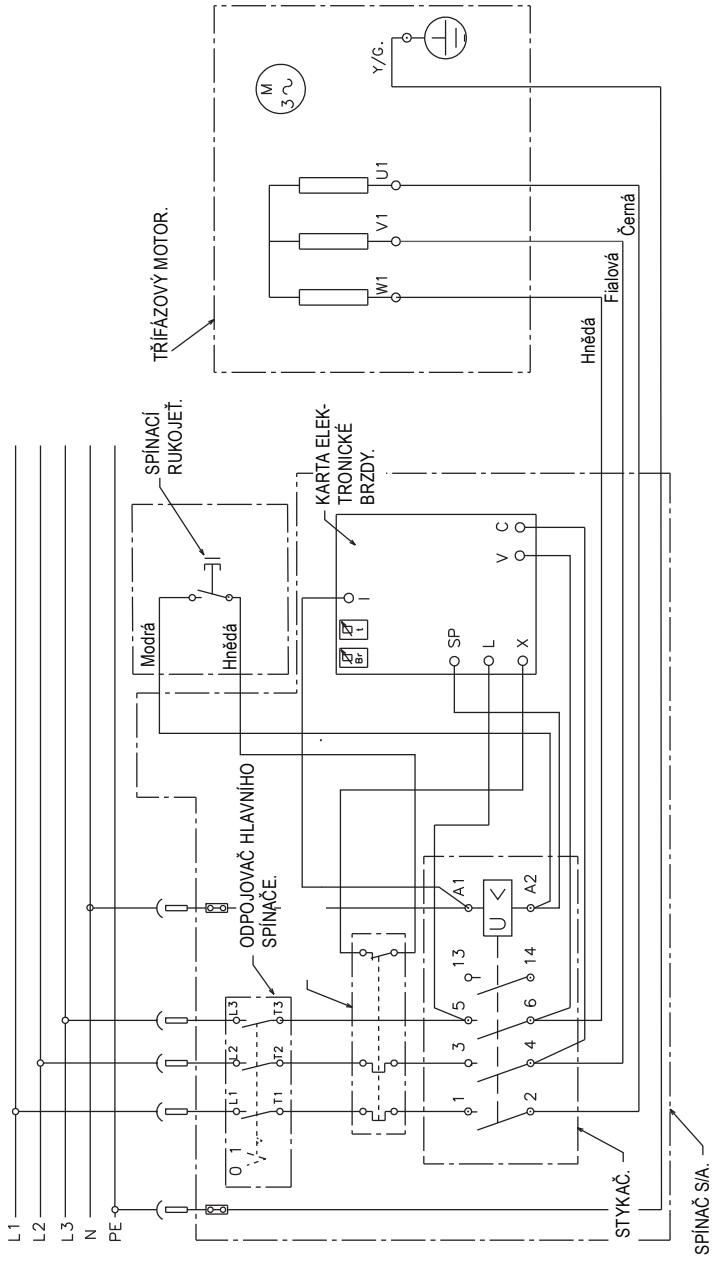 L1
L2
L3
N
PE
TŘÍFÁZOVÝ MOTOR.
M
3
Y/G.
U1
V1
W1
Černá
Fialová
Hnědá
SPÍNACÍ
RUKOJEŤ.
Modrá
Hnědá
KARTA ELEK-
TRONICKÉ
BRZDY.
I
t
Br
SP
L
X
V
C
ODPOJOVAČ HLAVNÍHO
SPÍNAČE.
0 1
L1
L2
L3
T1
T2
T3
1
3
5
13
A1
U <
2
4
6
14
A2
STYKAČ.
SPÍNAČ S/A.